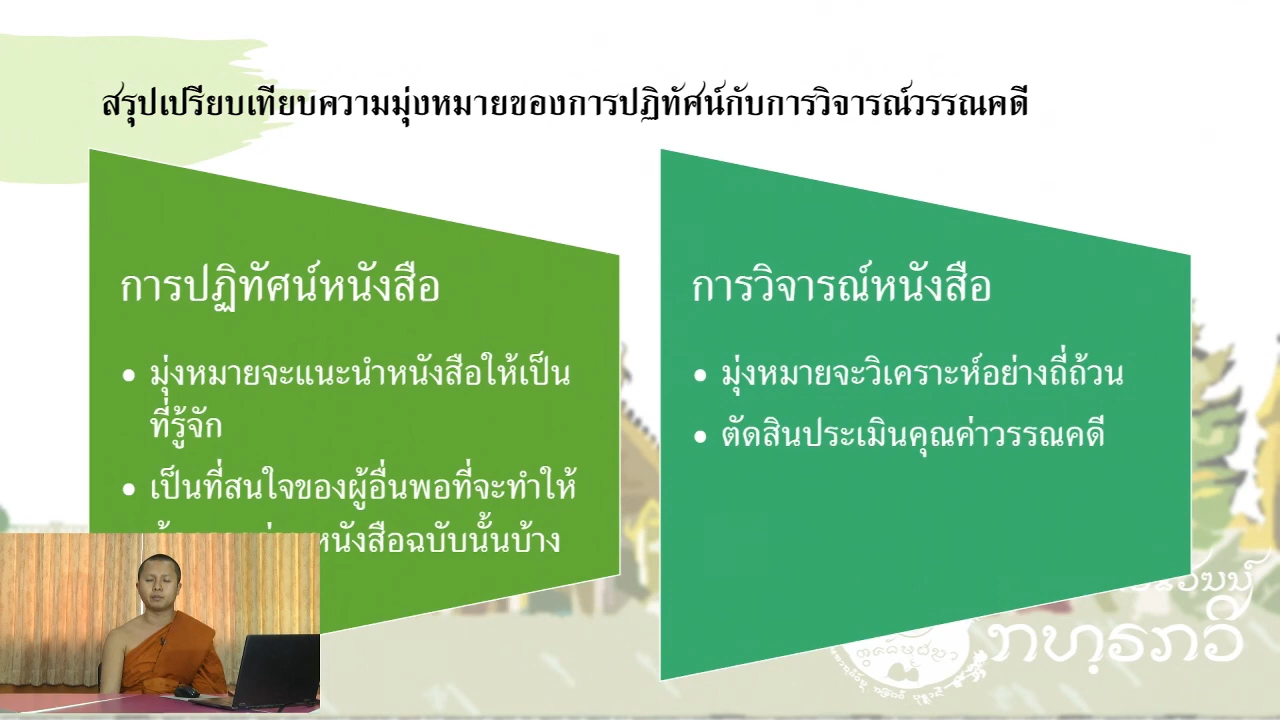 สรุปเปรียบเทียบความมุ่งหมายของการปฏิทัศน์กับการวิจารณ์วรรณคดี
การปฏิทัศน์หนังสือ
• มุ่งหมายจะแนะนำหนังสือให้เป็น
ที่รู้จัก
• เป็นที่สนใจของผู้อื่นพอที่จะทำให้
หนังสือฉบับนั้นบ้าง
การวิจารณ์หนังสือ
• มุ่งหมายจะวิเคราะห์อย่างถี่ถ้วน
• ตัดสินประเมินคุณค่าวรรณคดี